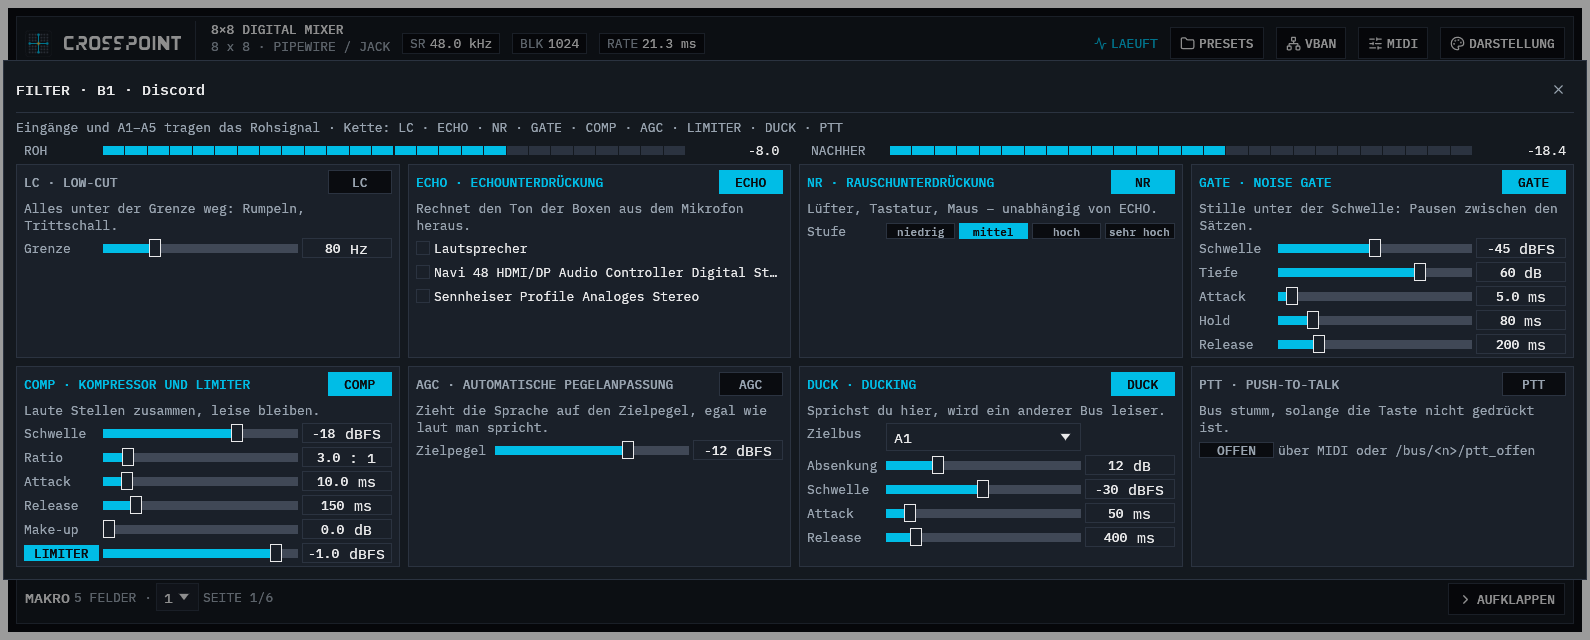 CROSSPOINT
8×8 DIGITAL MIXER
8 x 8 · PIPEWIRE / JACK
SR 48.0 kHz
BLK 1024
RATE 21.3 ms
LAEUFT
PRESETS
VBAN
MIDI
DARSTELLUNG
FILTER · B1 · Discord
×
Eingänge und A1–A5 tragen das Rohsignal · Kette: LC · ECHO · NR · GATE · COMP · AGC · LIMITER · DUCK · PTT
ROH -8.0
NACHHER -18.4
LC · LOW-CUT
LC
Alles unter der Grenze weg: Rumpeln,
Trittschall.
Grenze 80 Hz
ECHO · ECHOUNTERDRÜCKUNG
ECHO
Rechnet den Ton der Boxen aus dem Mikrofon
heraus.
Lautsprecher
Navi 48 HDMI/DP Audio Controller Digital St…
Sennheiser Profile Analoges Stereo
NR · RAUSCHUNTERDRÜCKUNG
NR
Lüfter, Tastatur, Maus – unabhängig von ECHO.
Stufe niedrig mittel hoch sehr hoch
GATE · NOISE GATE
GATE
Stille unter der Schwelle: Pausen zwischen den
Sätzen.
Schwelle -45 dBFS
Tiefe 60 dB
Attack 5.0 ms
Hold 80 ms
Release 200 ms
COMP · KOMPRESSOR UND LIMITER
COMP
Laute Stellen zusammen, leise bleiben.
Schwelle -18 dBFS
Ratio 3.0 : 1
Attack 10.0 ms
Release 150 ms
Make-up 0.0 dB
LIMITER -1.0 dBFS
AGC · AUTOMATISCHE PEGELANPASSUNG
AGC
Zieht die Sprache auf den Zielpegel, egal wie
laut man spricht.
Zielpegel -12 dBFS
DUCK · DUCKING
DUCK
Sprichst du hier, wird ein anderer Bus leiser.
Zielbus A1
Absenkung 12 dB
Schwelle -30 dBFS
Attack 50 ms
Release 400 ms
PTT · PUSH-TO-TALK
PTT
Bus stumm, solange die Taste nicht gedrückt
ist.
OFFEN über MIDI oder /bus/<n>/ptt_offen
MAKRO 5 FELDER · 1 SEITE 1/6
AUFKLAPPEN